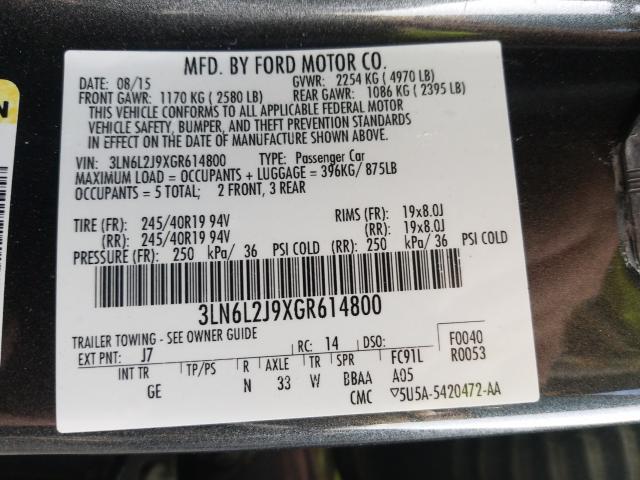 MFD. BY FORD MOTOR CO.
DATE: 08/15 GVWR: 2254 KG ( 4970 LB)
FRONT GAWR: 1170 KG ( 2580 LB) REAR GAWR: 1086 KG ( 2395 LB)
THIS VEHICLE CONFORMS TO ALL APPLICABLE FEDERAL MOTOR
VEHICLE SAFETY, BUMPER, AND THEFT PREVENTION STANDARDS
IN EFFECT ON THE DATE OF MANUFACTURE SHOWN ABOVE.
VIN: 3LN6L2J9XGR614800 TYPE: Passenger Car
MAXIMUM LOAD = OCCUPANTS + LUGGAGE = 396KG/ 875LB
OCCUPANTS = 5 TOTAL; 2 FRONT, 3 REAR
TIRE (FR): 245/40R19 94V RIMS (FR): 19x8.0J
(RR): 245/40R19 94V (RR): 19x8.0J
PRESSURE (FR): 250 kPa/ 36 PSI COLD (RR): 250 kPa/ 36 PSI COLD
3LN6L2J9XGR614800
TRAILER TOWING - SEE OWNER GUIDE
EXT PNT: J7 RC: 14 DSO: F0040
R0053
INT TR TP/PS R AXLE TR SPR FC91L
GE N 33 W BBAA A05
CMC ▽5U5A-5420472-AA
N